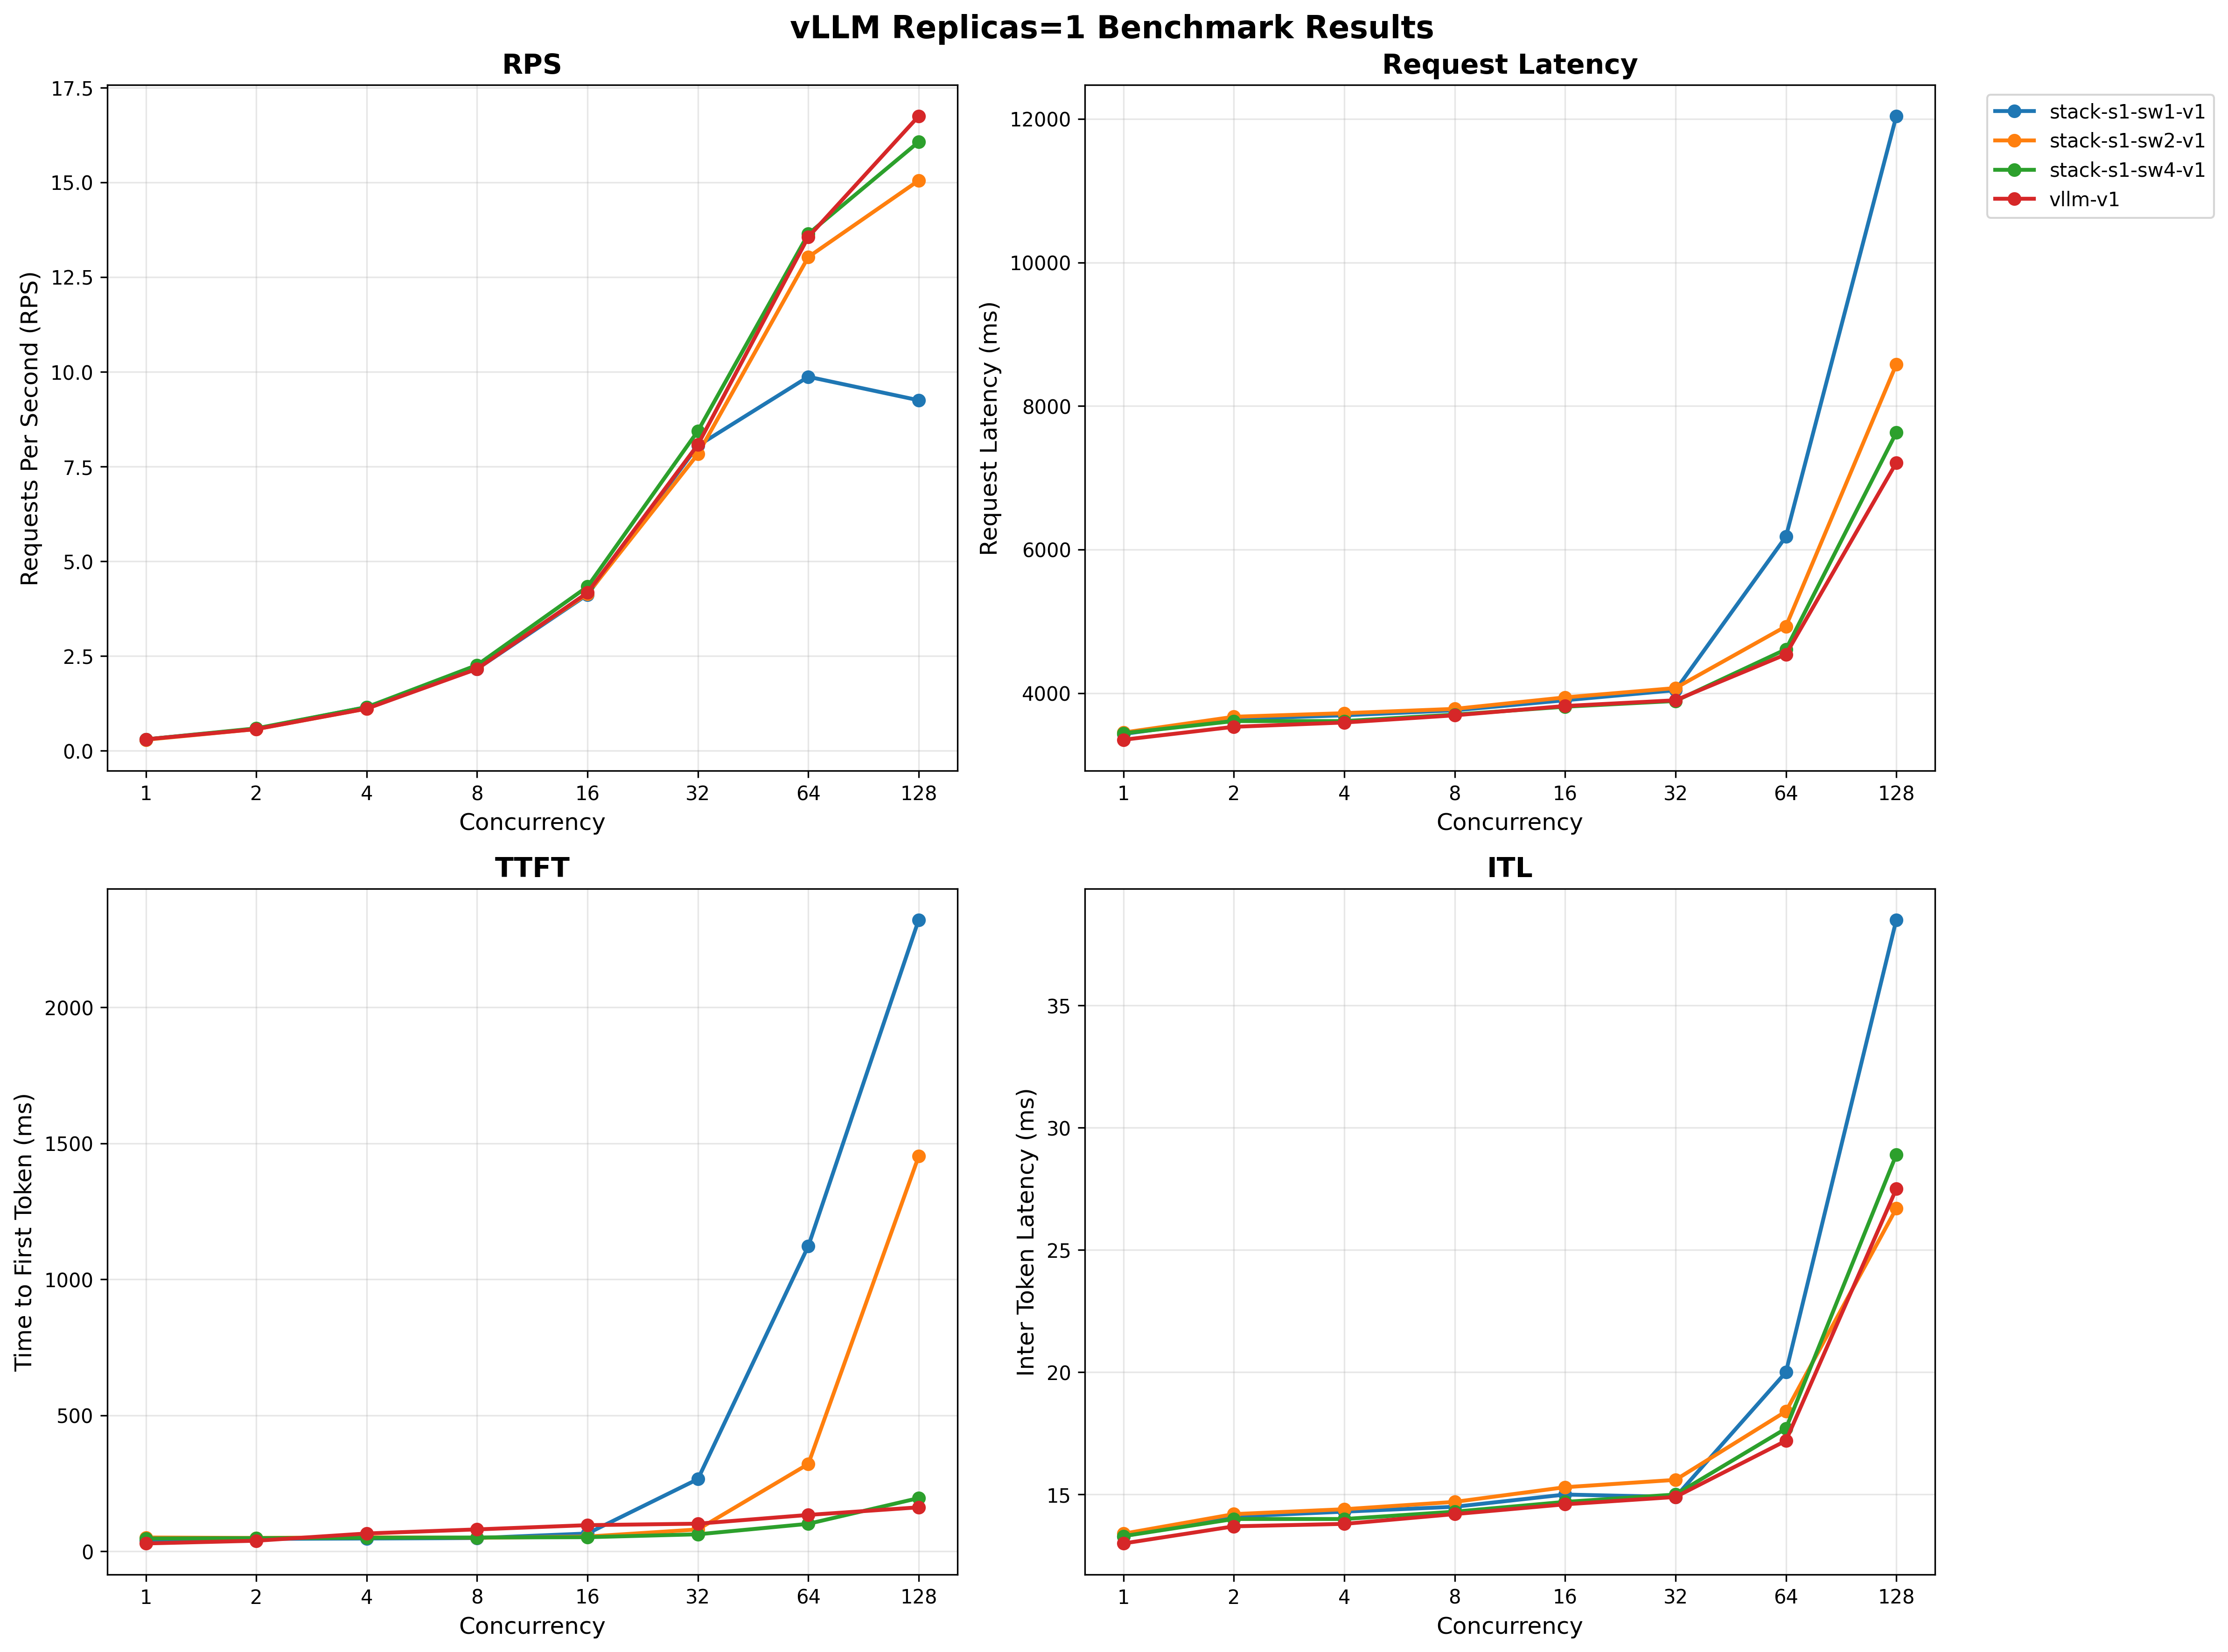 vLLM Replicas=1 Benchmark Results
RPS
Requests Per Second (RPS)
17.5
15.0
12.5
10.0
7.5
5.0
2.5
0.0
1 2 4 8 16 32 64 128
Concurrency
Request Latency
Request Latency (ms)
12000
10000
8000
6000
4000
1 2 4 8 16 32 64 128
Concurrency
stack-s1-sw1-v1
stack-s1-sw2-v1
stack-s1-sw4-v1
vllm-v1
TTFT
Time to First Token (ms)
2000
1500
1000
500
0
1 2 4 8 16 32 64 128
Concurrency
ITL
Inter Token Latency (ms)
35
30
25
20
15
1 2 4 8 16 32 64 128
Concurrency